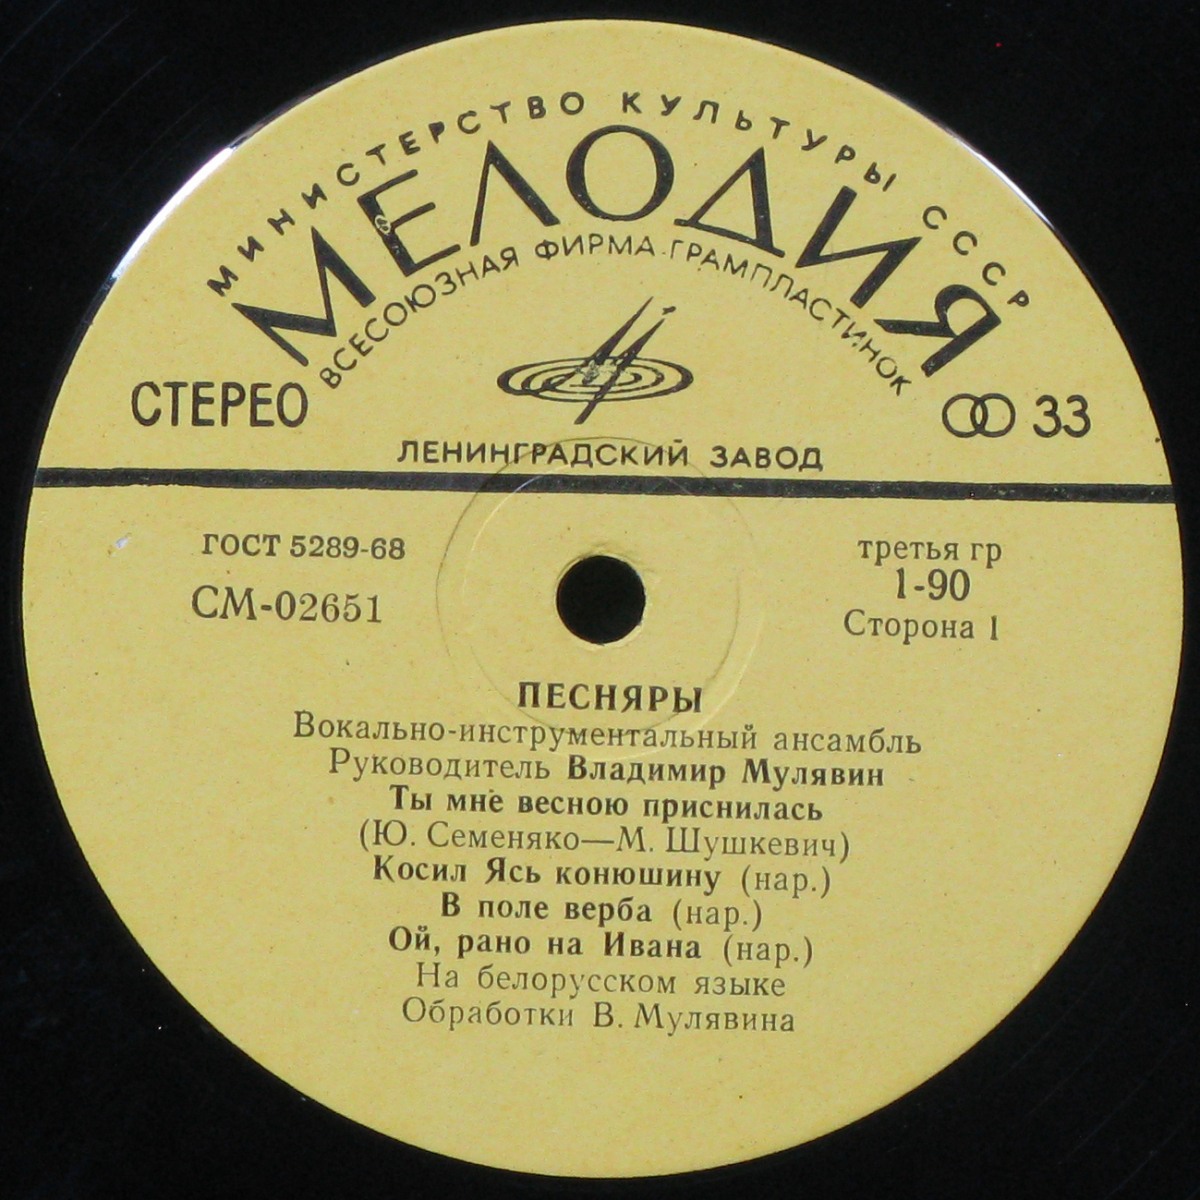 МИНИСТЕРСТВО КУЛЬТУРЫ СССР
МЕЛОДИЯ
ВСЕСОЮЗНАЯ ФИРМА ГРАМПЛАСТИНОК
СТЕРЕО
33
ЛЕНИНГРАДСКИЙ ЗАВОД
ГОСТ 5289-68
СМ-02651
третья гр
1-90
Сторона 1
ПЕСНЯРЫ
Вокально-инструментальный ансамбль
Руководитель Владимир Мулявин
Ты мне весною приснилась
(Ю. Семеняко—М. Шушкевич)
Косил Ясь конюшину (нар.)
В поле верба (нар.)
Ой, рано на Ивана (нар.)
На белорусском языке
Обработки В. Мулявина